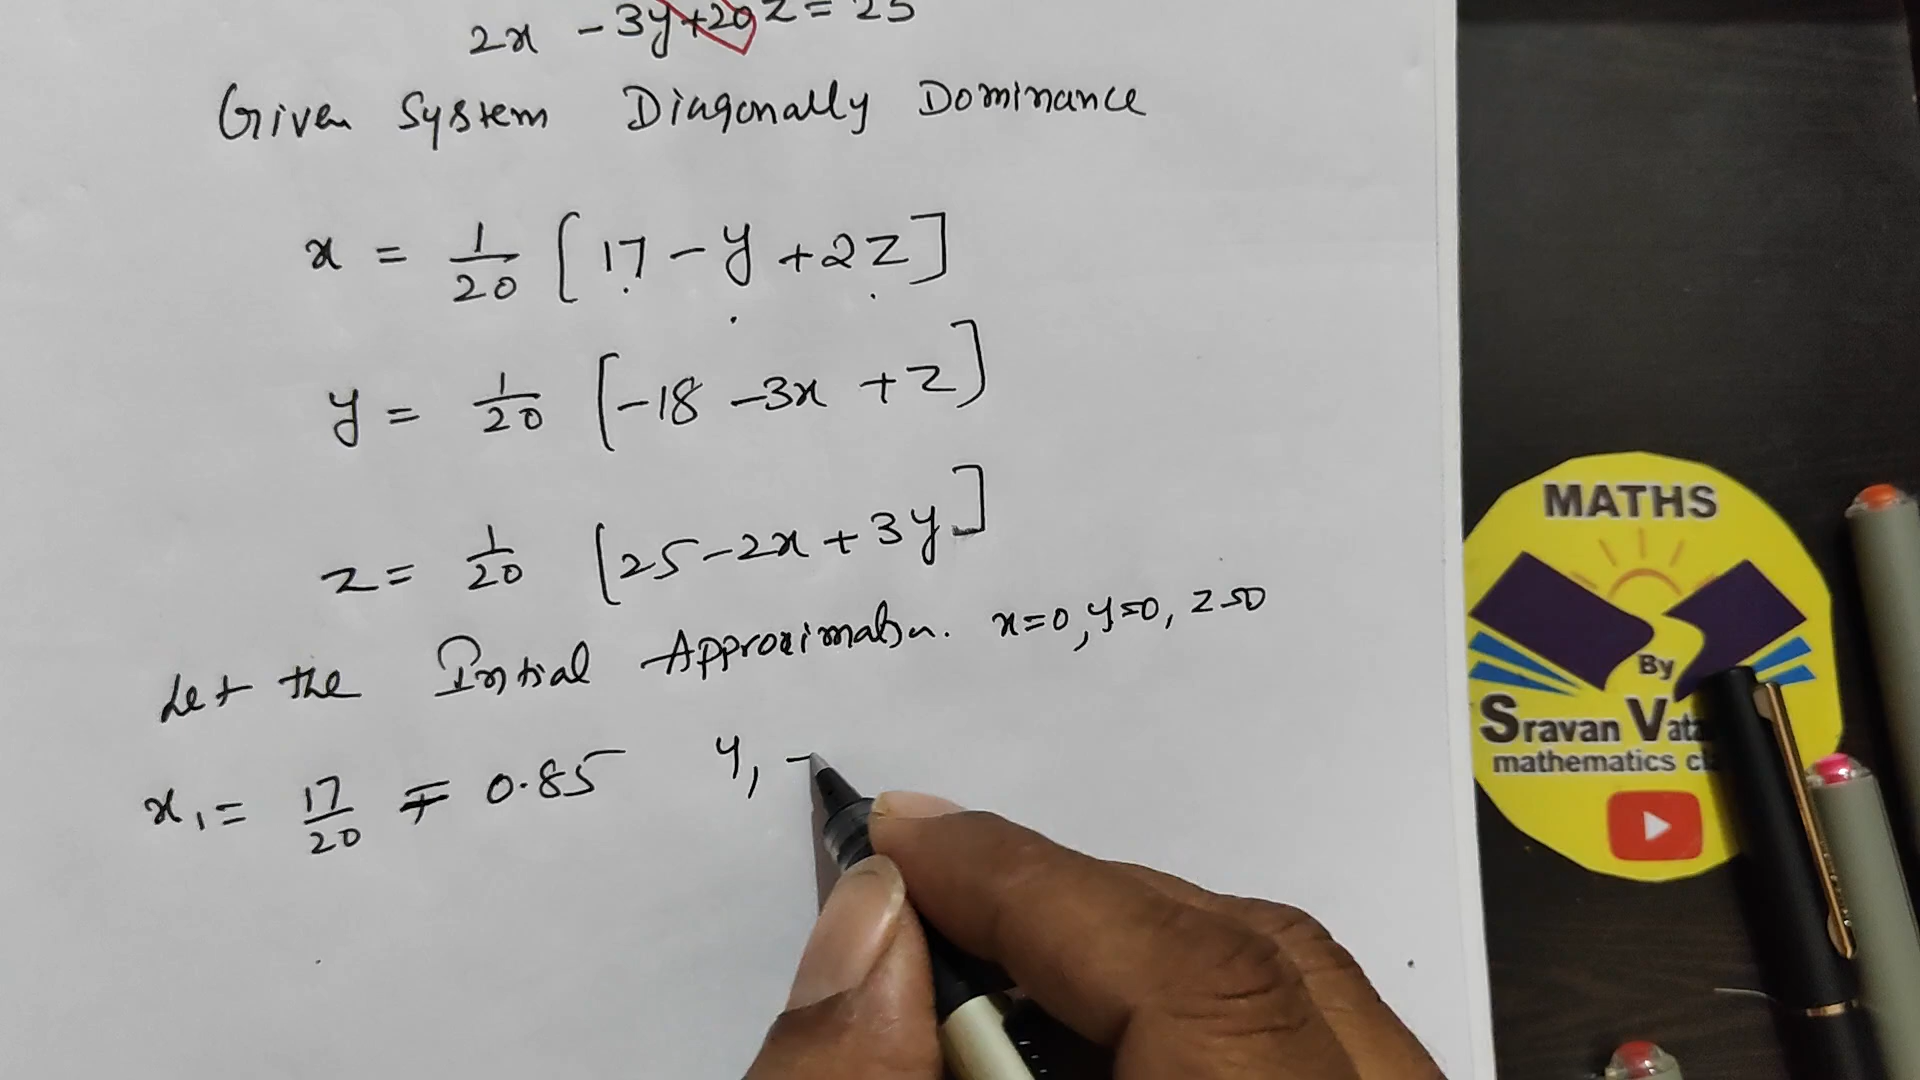 2x - 3y + 20z = 25
Given System Diagonally Dominance
x = 1/20 [17 - y + 2z]
y = 1/20 [-18 - 3x + z]
z = 1/20 [25 - 2x + 3y]
Let the Initial Approximation. x=0, y=0, z=0
x₁ = 17/20 = 0.85 y₁
MATHS
By
Sravan
mathematics